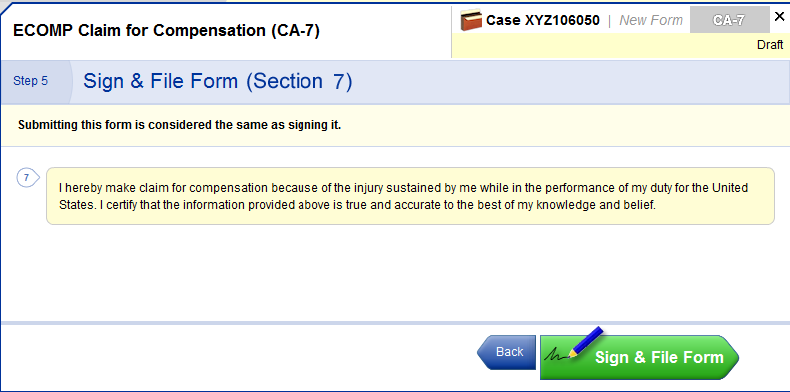 ECOMP Claim for Compensation (CA-7)
Case XYZ106050 | New Form CA-7
Draft
Step 5 Sign & File Form (Section 7)
Submitting this form is considered the same as signing it.
7
I hereby make claim for compensation because of the injury sustained by me while in the performance of my duty for the United
States. I certify that the information provided above is true and accurate to the best of my knowledge and belief.
Back
Sign & File Form